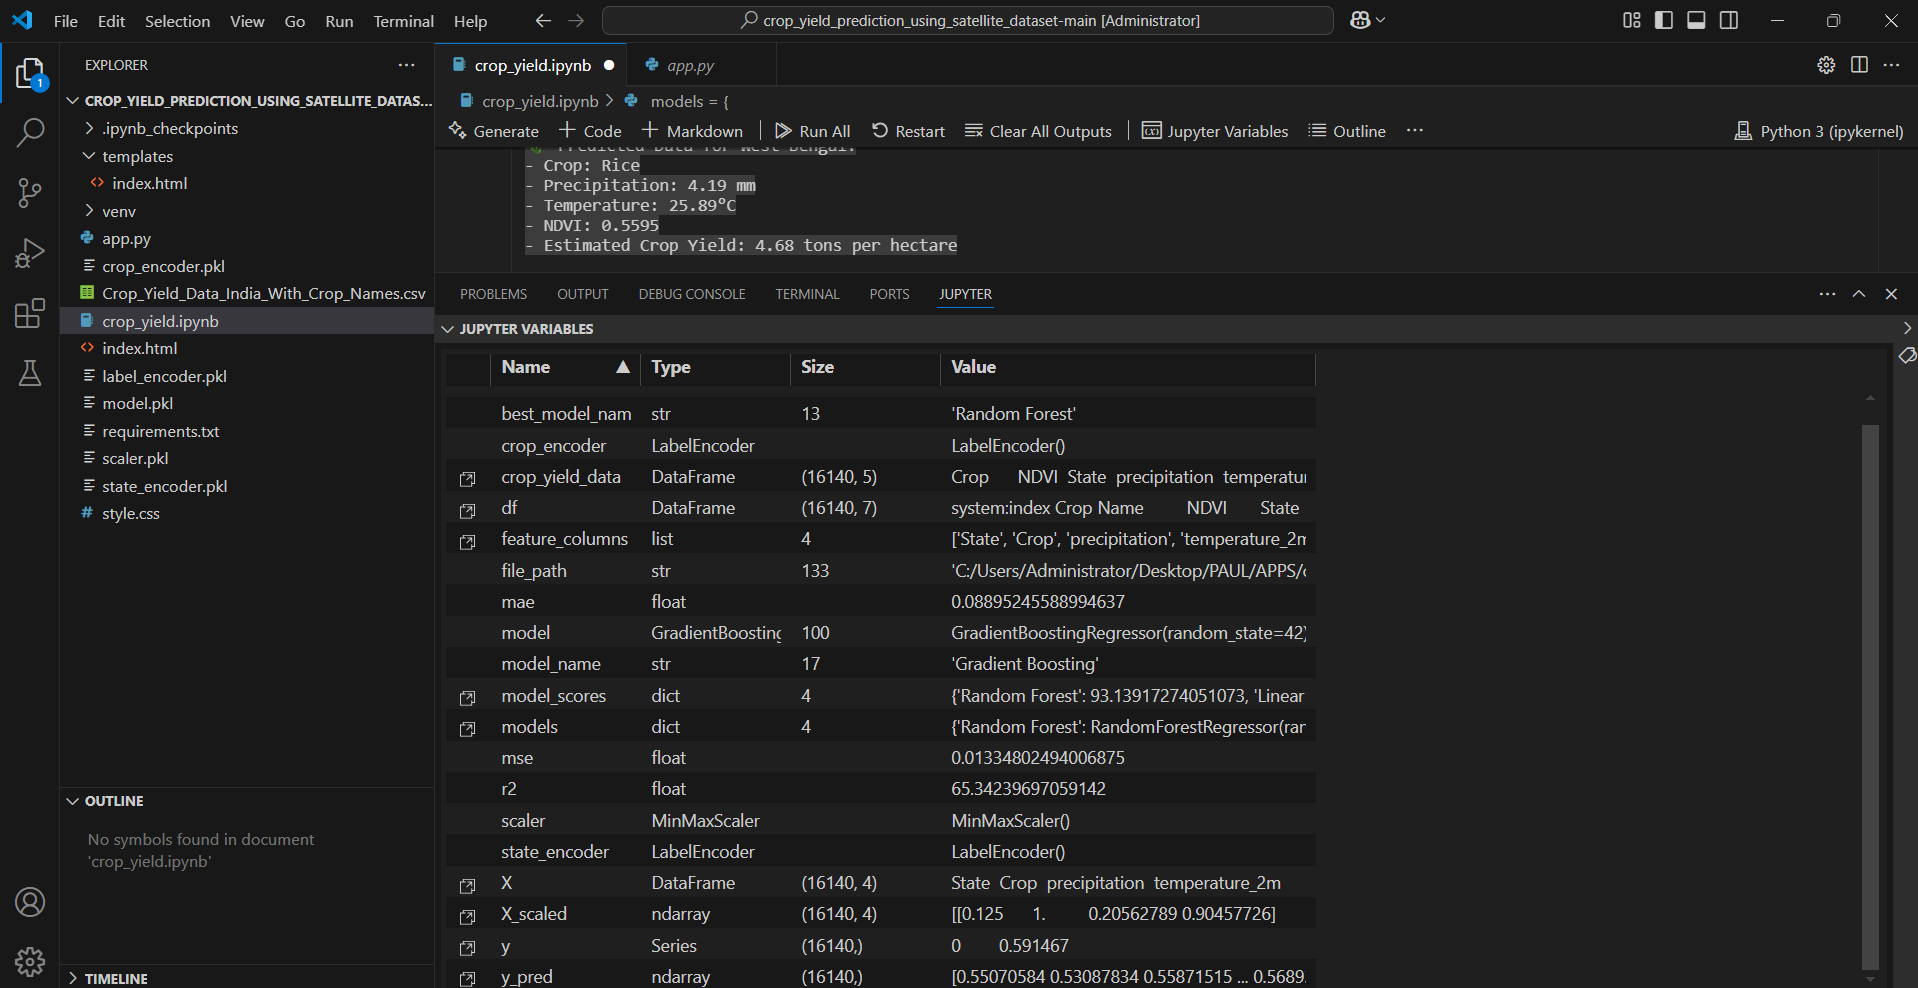 File Edit Selection View Go Run Terminal Help
crop_yield_prediction_using_satellite_dataset-main [Administrator]
EXPLORER
1
CROP_YIELD_PREDICTION_USING_SATELLITE_DATAS...
.ipynb_checkpoints
templates
<> index.html
venv
app.py
crop_encoder.pkl
Crop_Yield_Data_India_With_Crop_Names.csv
crop_yield.ipynb
<> index.html
label_encoder.pkl
model.pkl
requirements.txt
scaler.pkl
state_encoder.pkl
# style.css
OUTLINE
No symbols found in document
'crop_yield.ipynb'
TIMELINE
crop_yield.ipynb app.py
crop_yield.ipynb > models = {
Generate + Code + Markdown Run All Restart Clear All Outputs Jupyter Variables Outline ...
Python 3 (ipykernel)
Predicted Data for West Bengal:
- Crop: Rice
- Precipitation: 4.19 mm
- Temperature: 25.89°C
- NDVI: 0.5595
- Estimated Crop Yield: 4.68 tons per hectare
PROBLEMS OUTPUT DEBUG CONSOLE TERMINAL PORTS JUPYTER
JUPYTER VARIABLES
Name ▲ Type Size Value
best_model_nam str 13 'Random Forest'
crop_encoder LabelEncoder LabelEncoder()
crop_yield_data DataFrame (16140, 5) Crop NDVI State precipitation temperatur
df DataFrame (16140, 7) system:index Crop Name NDVI State
feature_columns list 4 ['State', 'Crop', 'precipitation', 'temperature_2m
file_path str 133 'C:/Users/Administrator/Desktop/PAUL/APPS/c
mae float 0.08895245588994637
model GradientBoosting 100 GradientBoostingRegressor(random_state=42)
model_name str 17 'Gradient Boosting'
model_scores dict 4 {'Random Forest': 93.13917274051073, 'Linear
models dict 4 {'Random Forest': RandomForestRegressor(ran
mse float 0.01334802494006875
r2 float 65.34239697059142
scaler MinMaxScaler MinMaxScaler()
state_encoder LabelEncoder LabelEncoder()
X DataFrame (16140, 4) State Crop precipitation temperature_2m
X_scaled ndarray (16140, 4) [[0.125 1. 0.20562789 0.90457726]
y Series (16140,) 0 0.591467
y_pred ndarray (16140,) [0.55070584 0.53087834 0.55871515 ... 0.5689